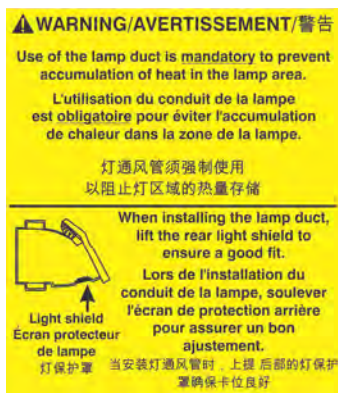 WARNING/AVERTISSEMENT/警告
Use of the lamp duct is mandatory to prevent
accumulation of heat in the lamp area.
L'utilisation du conduit de la lampe
est obligatoire pour éviter l'accumulation
de chaleur dans la zone de la lampe.
灯通风管须强制使用
以阻止灯区域的热量存储
When installing the lamp duct,
lift the rear light shield to
ensure a good fit.
Lors de l'installation du
conduit de la lampe, soulever
l'écran de protection arrière
pour assurer un bon
ajustement.
当安装灯通风管时，上提 后部的灯保护
罩确保卡位良好
Light shield
Écran protecteur
de lampe
灯保护罩